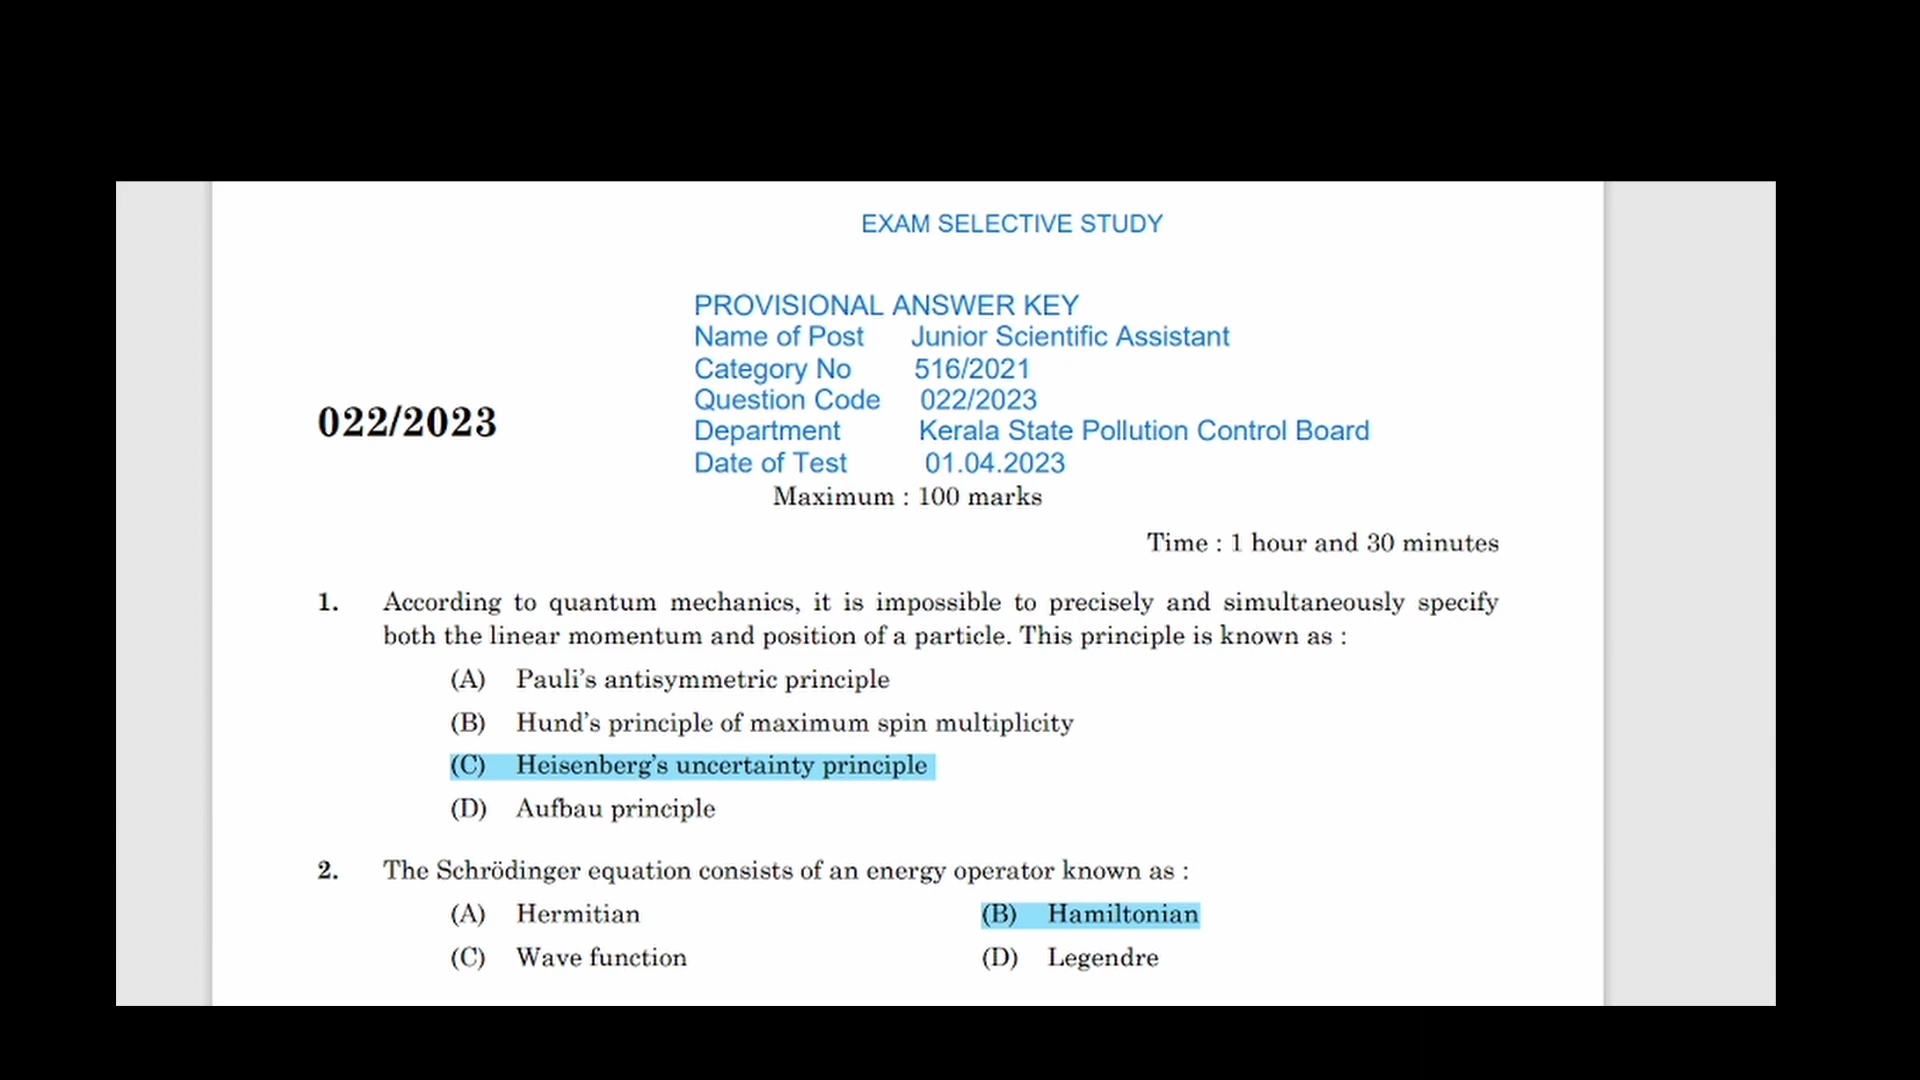 EXAM SELECTIVE STUDY
PROVISIONAL ANSWER KEY
Name of Post Junior Scientific Assistant
Category No 516/2021
Question Code 022/2023
022/2023
Department Kerala State Pollution Control Board
Date of Test 01.04.2023
Maximum : 100 marks
Time : 1 hour and 30 minutes
1. According to quantum mechanics, it is impossible to precisely and simultaneously specify
both the linear momentum and position of a particle. This principle is known as :
(A) Pauli's antisymmetric principle
(B) Hund's principle of maximum spin multiplicity
(C) Heisenberg's uncertainty principle
(D) Aufbau principle
2. The Schrödinger equation consists of an energy operator known as :
(A) Hermitian (B) Hamiltonian
(C) Wave function (D) Legendre